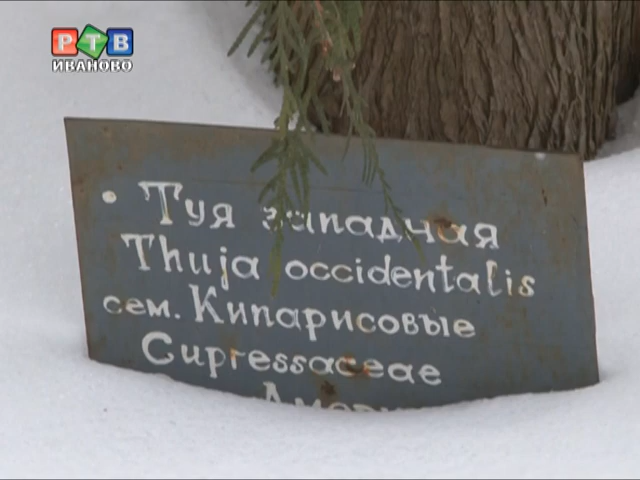 РТВ
ИВАНОВО
Туя западная
Thuja occidentalis
сем. Кипарисовые
Cupressaceae